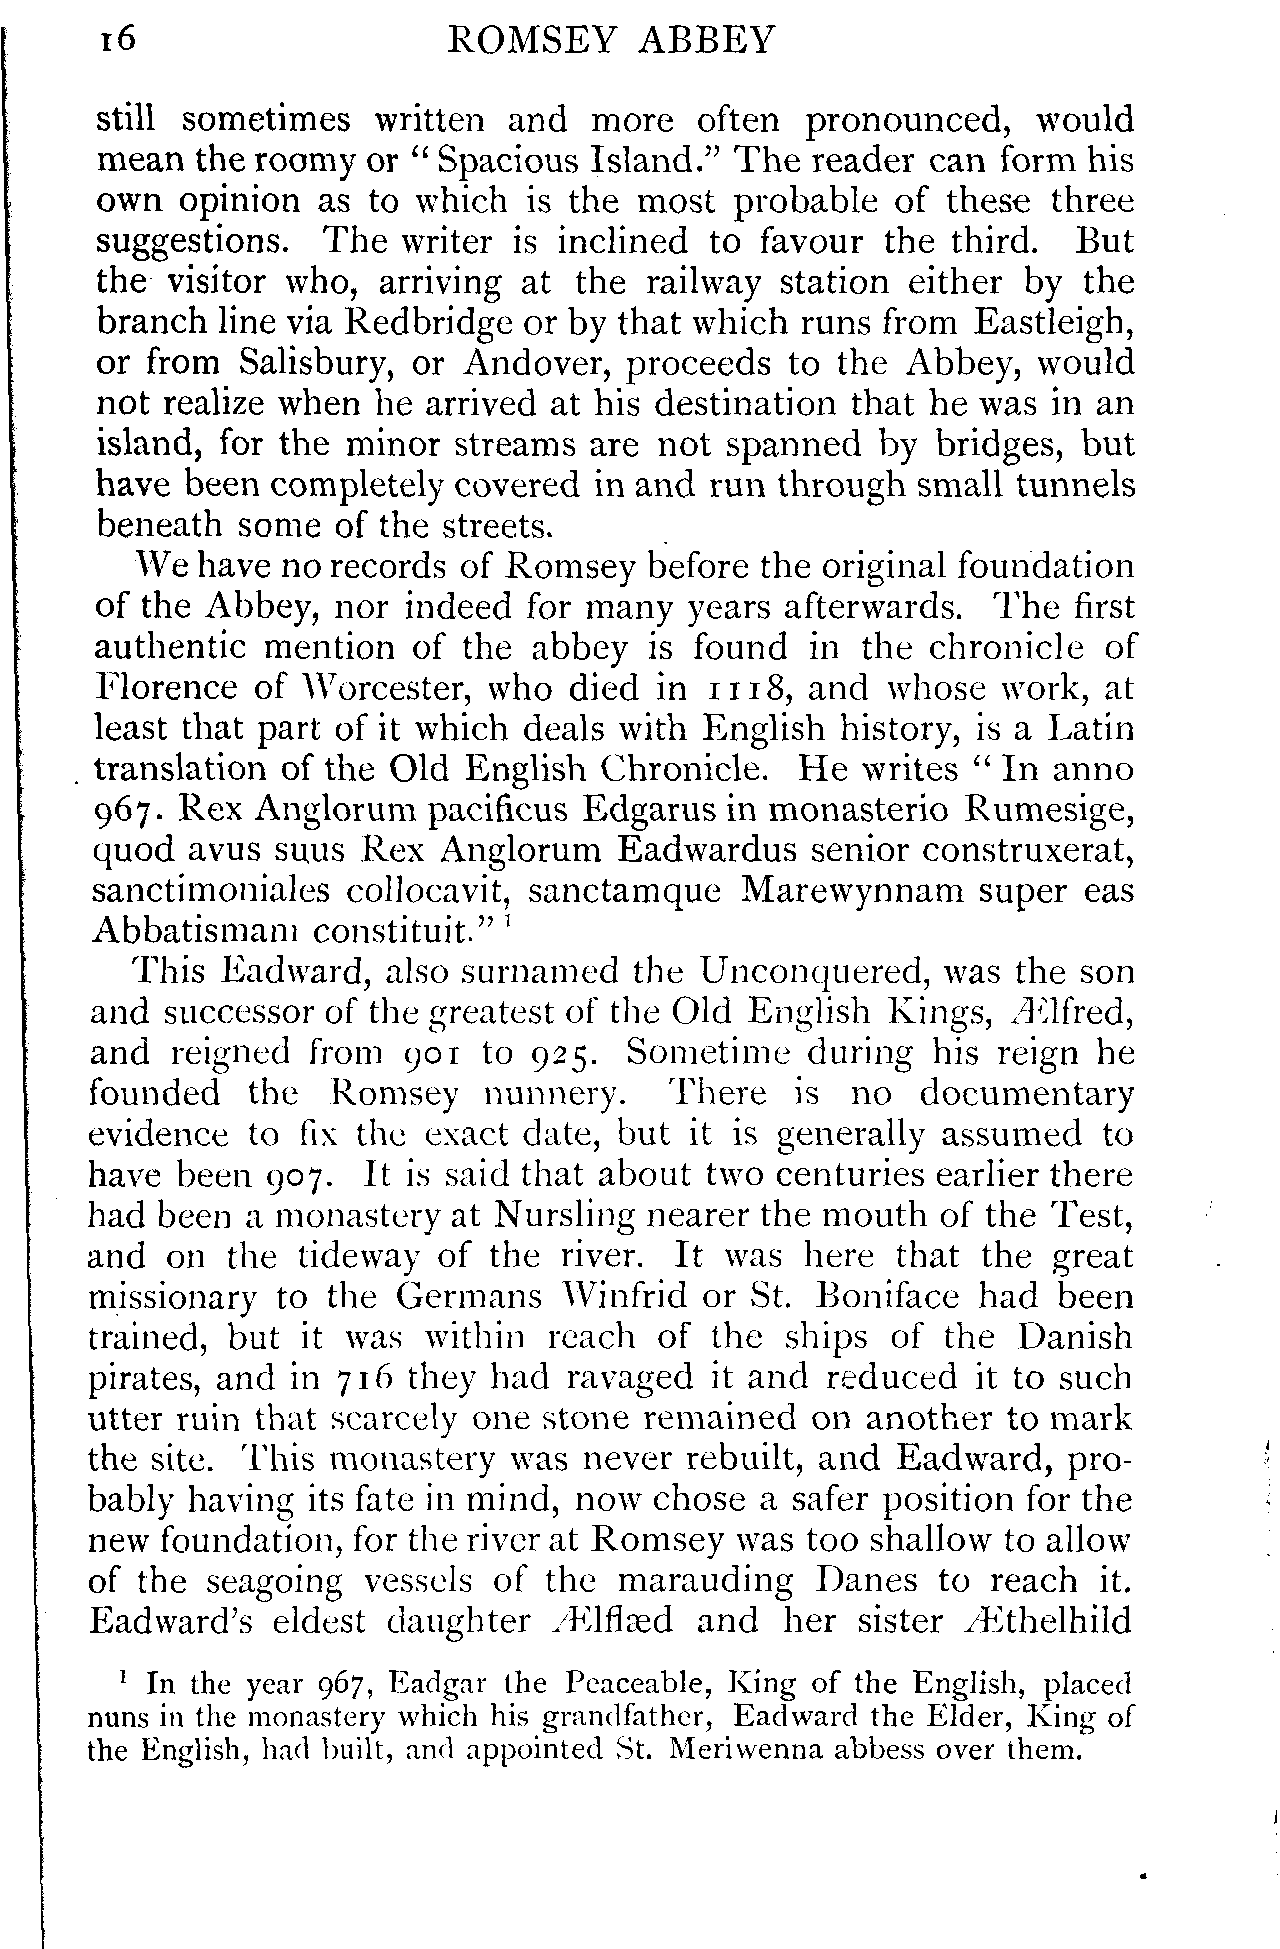 16 ROMSEY ABBEY
still sometimes written and more often pronounced, would
mean the roomy or “ Spacious Island.” The reader can form his
own opinion as to which is the most probable of these three
suggestions. The writer is inclined to favour the third. But
the visitor who, arriving at the railway station either by the
branch line via Redbridge or by that which runs from Eastleigh,
or from Salisbury, or Andover, proceeds to the Abbey, would
not realize when he arrived at his destination that he was in an
island, for the minor streams are not spanned by bridges, but
have been completely covered in and run through small tunnels
beneath some of the streets.
We have no records of Romsey before the original foundation
of the Abbey, nor indeed for many years afterwards. The first
authentic mention of the abbey is found in the chronicle of
Florence of Worcester, who died in 1118, and whose work, at
least that part of it which deals with English history, is a Latin
translation of the Old English Chronicle. He writes “ In anno
967. Rex Anglorum pacificus Edgarus in monasterio Rumesige,
quod avus suus Rex Anglorum Eadwardus senior construxerat,
sanctimoniales collocavit, sanctamque Marewynnam super eas
Abbatismam constituit.” ¹
This Eadward, also surnamed the Unconquered, was the son
and successor of the greatest of the Old English Kings, Ælfred,
and reigned from 901 to 925. Sometime during his reign he
founded the Romsey nunnery. There is no documentary
evidence to fix the exact date, but it is generally assumed to
have been 907. It is said that about two centuries earlier there
had been a monastery at Nursling nearer the mouth of the Test,
and on the tideway of the river. It was here that the great
missionary to the Germans Winfrid or St. Boniface had been
trained, but it was within reach of the ships of the Danish
pirates, and in 716 they had ravaged it and reduced it to such
utter ruin that scarcely one stone remained on another to mark
the site. This monastery was never rebuilt, and Eadward, pro-
bably having its fate in mind, now chose a safer position for the
new foundation, for the river at Romsey was too shallow to allow
of the seagoing vessels of the marauding Danes to reach it.
Eadward’s eldest daughter Ælflæd and her sister Æthelhild
¹ In the year 967, Eadgar the Peaceable, King of the English, placed
nuns in the monastery which his grandfather, Eadward the Elder, King of
the English, had built, and appointed St. Meriwenna abbess over them.